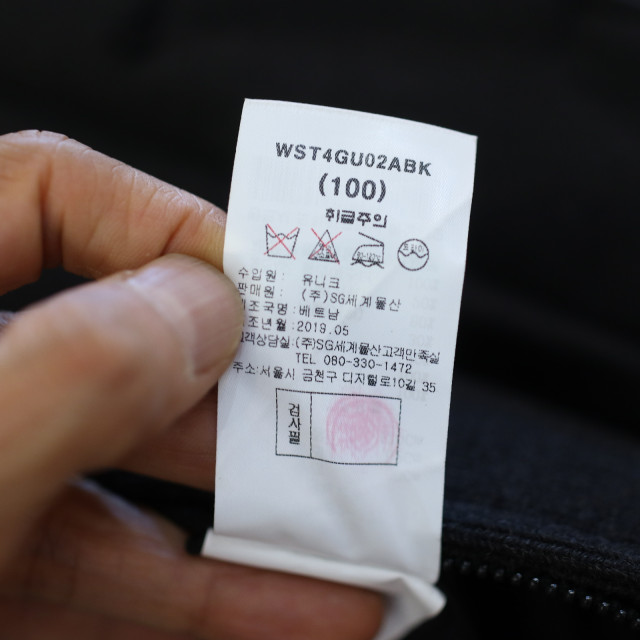 WST4GU02ABK
(100)
취급주의
수입원 : 유니크
판매원 : (주)SG세계물산
제조국명 : 베트남
제조년월 : 2019.05
고객상담실 : (주)SG세계물산고객만족실
TEL 080-330-1472
주소:서울시 금천구 디지털로10길 35
검사필